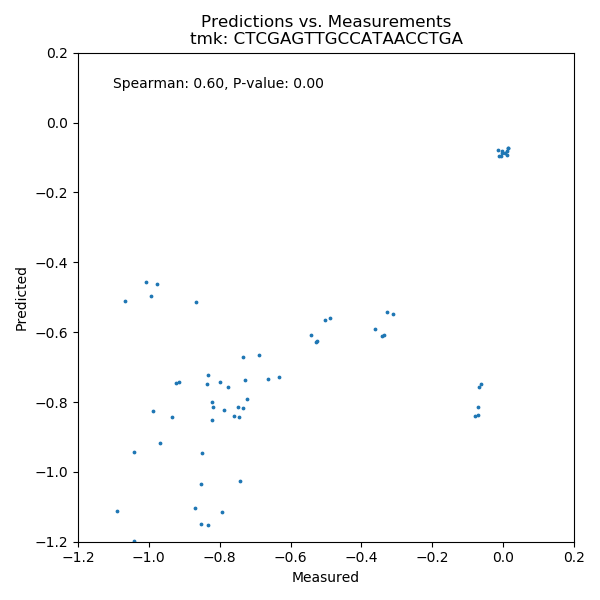 Predictions vs. Measurements
tmk: CTCGAGTTGCCATAACCTGA
Spearman: 0.60, P-value: 0.00
Predicted
0.2
0.0
−0.2
−0.4
−0.6
−0.8
−1.0
−1.2
−1.2 −1.0 −0.8 −0.6 −0.4 −0.2 0.0 0.2
Measured